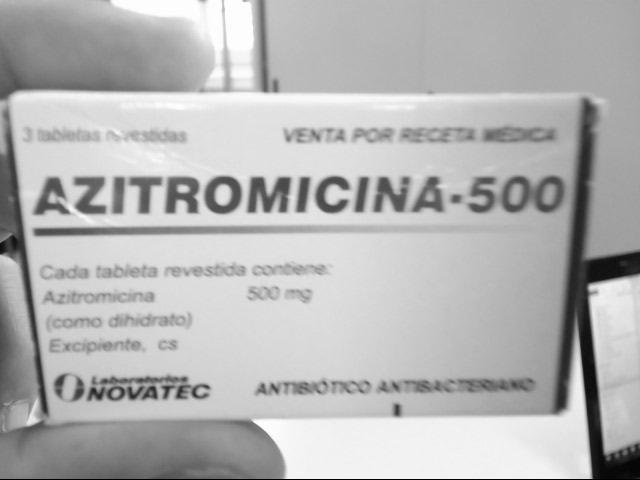 3 tabletas revestidas
VENTA POR RECETA MÉDICA
AZITROMICINA-500
Cada tableta revestida contiene:
Azitromicina 500 mg
(como dihidrato)
Excipiente, cs
Laboratorios
NOVATEC
ANTIBIÓTICO ANTIBACTERIANO